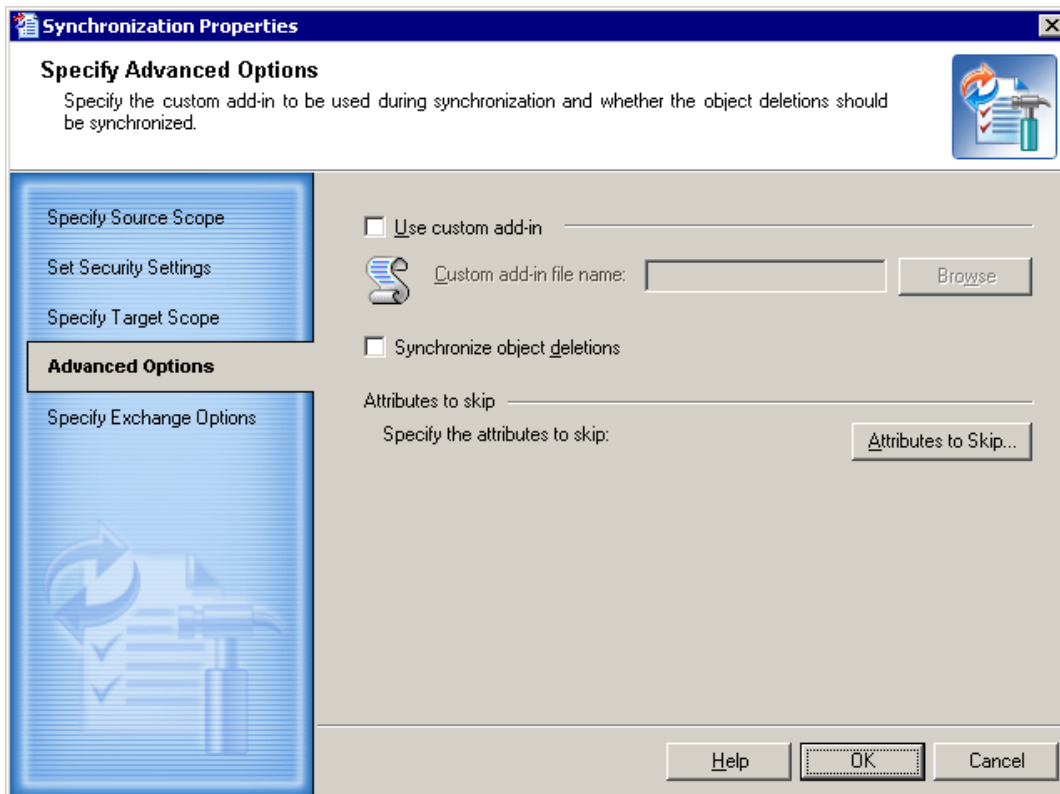 Synchronization Properties
Specify Advanced Options
Specify the custom add-in to be used during synchronization and whether the object deletions should
be synchronized.
Specify Source Scope
Set Security Settings
Specify Target Scope
Advanced Options
Specify Exchange Options
Use custom add-in
Custom add-in file name:
Browse
Synchronize object deletions
Attributes to skip
Specify the attributes to skip:
Attributes to Skip...
Help
OK
Cancel